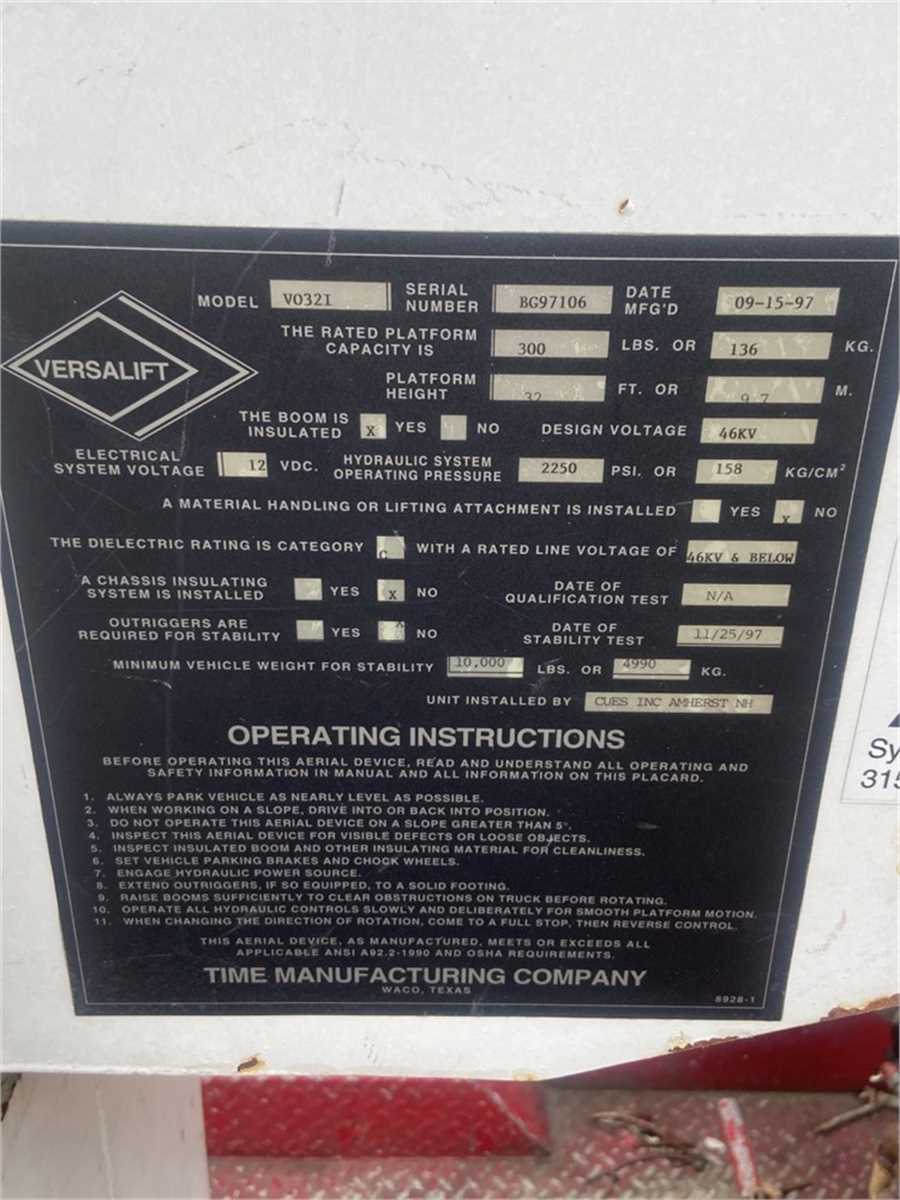 MODEL VO32I SERIAL NUMBER BG97106 DATE MFG'D 09-15-97
THE RATED PLATFORM CAPACITY IS 300 LBS. OR 136 KG.
VERSALIFT
PLATFORM HEIGHT 32 FT. OR 9.7 M.
THE BOOM IS INSULATED X YES NO DESIGN VOLTAGE 46KV
ELECTRICAL SYSTEM VOLTAGE 12 VDC. HYDRAULIC SYSTEM OPERATING PRESSURE 2250 PSI. OR 158 KG/CM²
A MATERIAL HANDLING OR LIFTING ATTACHMENT IS INSTALLED YES X NO
THE DIELECTRIC RATING IS CATEGORY C WITH A RATED LINE VOLTAGE OF 46KV & BELOW
A CHASSIS INSULATING SYSTEM IS INSTALLED YES X NO DATE OF QUALIFICATION TEST N/A
OUTRIGGERS ARE REQUIRED FOR STABILITY YES X NO DATE OF STABILITY TEST 11/25/97
MINIMUM VEHICLE WEIGHT FOR STABILITY 10,000 LBS. OR 4990 KG.
UNIT INSTALLED BY CUES INC AMHERST NH
OPERATING INSTRUCTIONS
BEFORE OPERATING THIS AERIAL DEVICE, READ AND UNDERSTAND ALL OPERATING AND
SAFETY INFORMATION IN MANUAL AND ALL INFORMATION ON THIS PLACARD.
1. ALWAYS PARK VEHICLE AS NEARLY LEVEL AS POSSIBLE.
2. WHEN WORKING ON A SLOPE, DRIVE INTO OR BACK INTO POSITION.
3. DO NOT OPERATE THIS AERIAL DEVICE ON A SLOPE GREATER THAN 5°.
4. INSPECT THIS AERIAL DEVICE FOR VISIBLE DEFECTS OR LOOSE OBJECTS.
5. INSPECT INSULATED BOOM AND OTHER INSULATING MATERIAL FOR CLEANLINESS.
6. SET VEHICLE PARKING BRAKES AND CHOCK WHEELS.
7. ENGAGE HYDRAULIC POWER SOURCE.
8. EXTEND OUTRIGGERS, IF SO EQUIPPED, TO A SOLID FOOTING.
9. RAISE BOOMS SUFFICIENTLY TO CLEAR OBSTRUCTIONS ON TRUCK BEFORE ROTATING.
10. OPERATE ALL HYDRAULIC CONTROLS SLOWLY AND DELIBERATELY FOR SMOOTH PLATFORM MOTION.
11. WHEN CHANGING THE DIRECTION OF ROTATION, COME TO A FULL STOP, THEN REVERSE CONTROL.
THIS AERIAL DEVICE, AS MANUFACTURED, MEETS OR EXCEEDS ALL
APPLICABLE ANSI A92.2-1990 AND OSHA REQUIREMENTS.
TIME MANUFACTURING COMPANY
WACO, TEXAS
8928-1
Sy
315